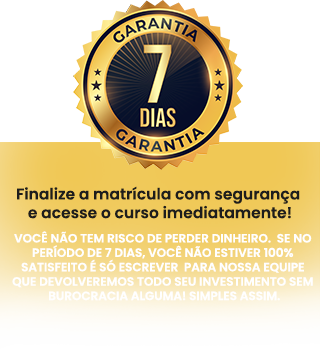 GARANTIA
7
DIAS
GARANTIA
Finalize a matrícula com segurança
e acesse o curso imediatamente!
VOCÊ NÃO TEM RISCO DE PERDER DINHEIRO. SE NO
PERÍODO DE 7 DIAS, VOCÊ NÃO ESTIVER 100%
SATISFEITO É SÓ ESCREVER PARA NOSSA EQUIPE
QUE DEVOLVEREMOS TODO SEU INVESTIMENTO SEM
BUROCRACIA ALGUMA! SIMPLES ASSIM.